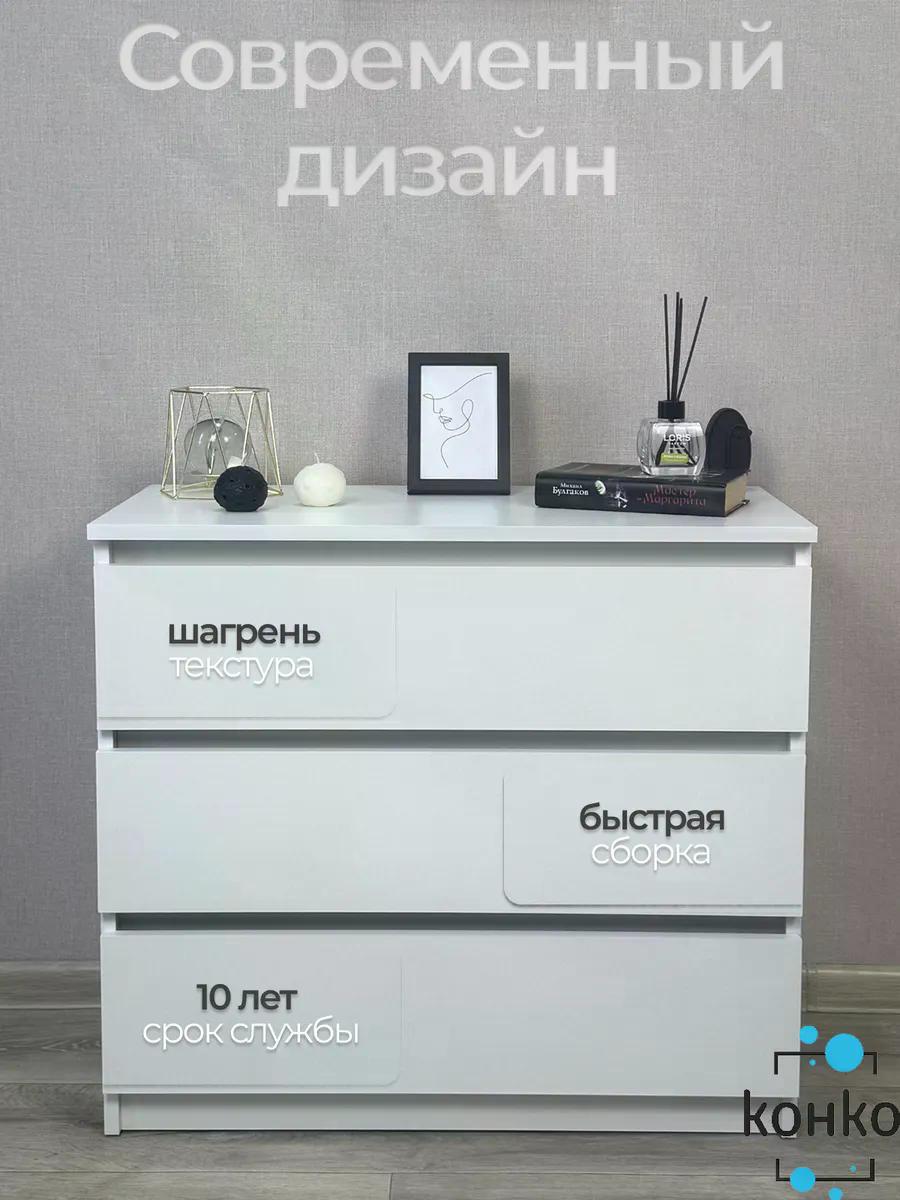 Современный
дизайн
LORIS
Михаил
Булгаков
Мастер
и Маргарита
шагрень
текстура
быстрая
сборка
10 лет
срок службы
конко